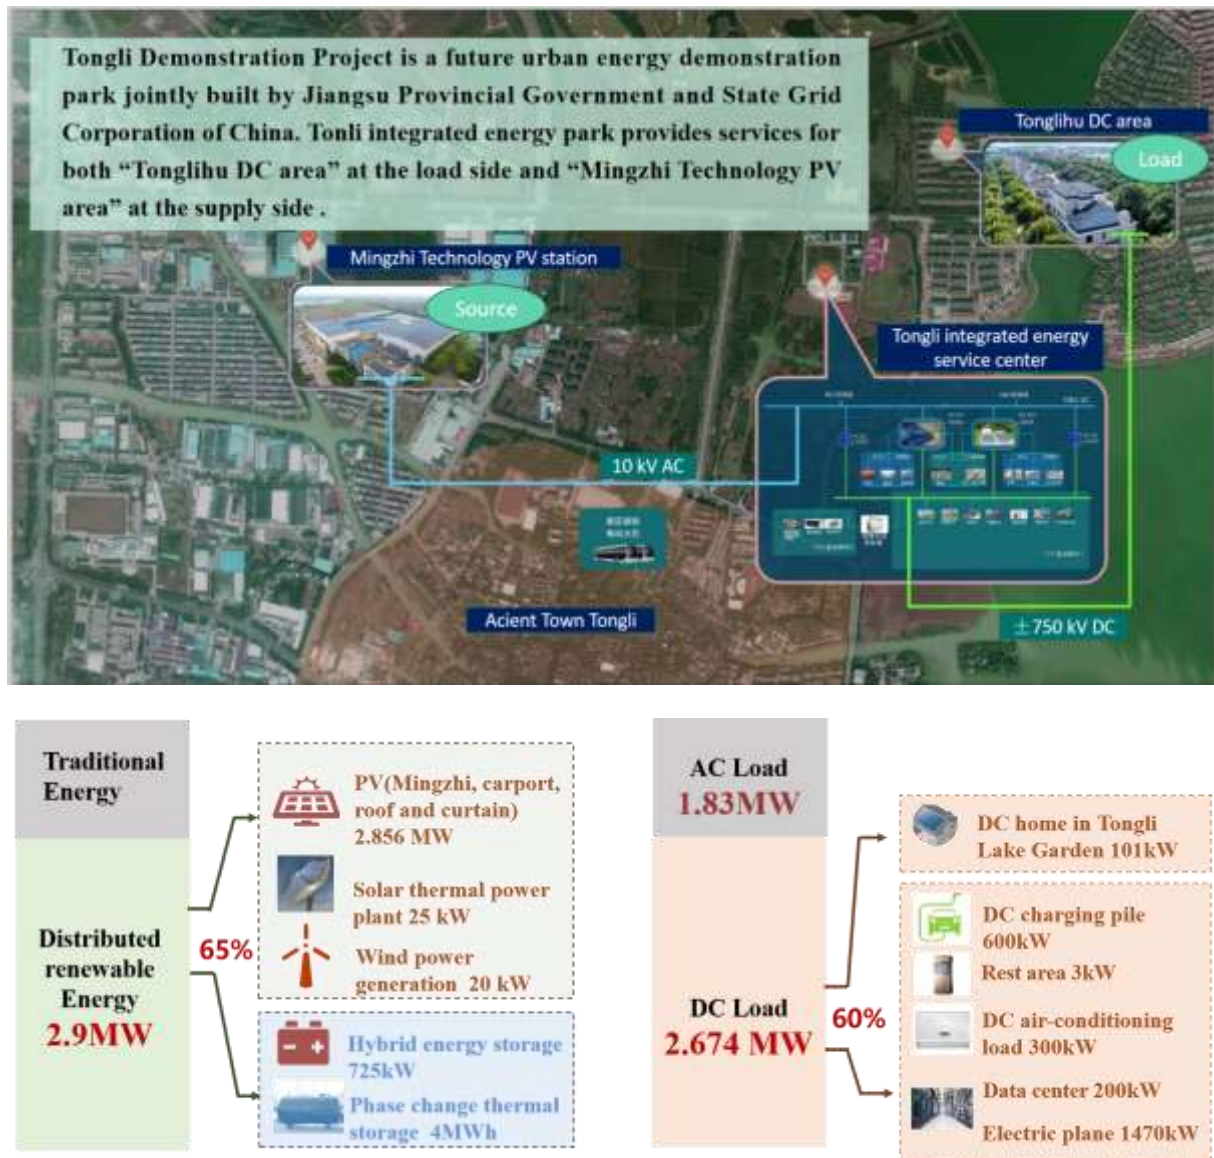 Tongli Demonstration Project is a future urban energy demonstration
park jointly built by Jiangsu Provincial Government and State Grid
Corporation of China. Tonli integrated energy park provides services for
both “Tonglihu DC area” at the load side and “Mingzhi Technology PV
area” at the supply side .
Tonglihu DC area
Load
Mingzhi Technology PV station
Source
Tongli integrated energy
service center
10 kV AC
Acient Town Tongli
±750 kV DC
Traditional
Energy
Distributed
renewable
Energy
2.9MW
65%
PV(Mingzhi, carport,
roof and curtain)
2.856 MW
Solar thermal power
plant 25 kW
Wind power
generation 20 kW
Hybrid energy storage
725kW
Phase change thermal
storage 4MWh
AC Load
1.83MW
DC Load
2.674 MW
60%
DC home in Tongli
Lake Garden 101kW
DC charging pile
600kW
Rest area 3kW
DC air-conditioning
load 300kW
Data center 200kW
Electric plane 1470kW